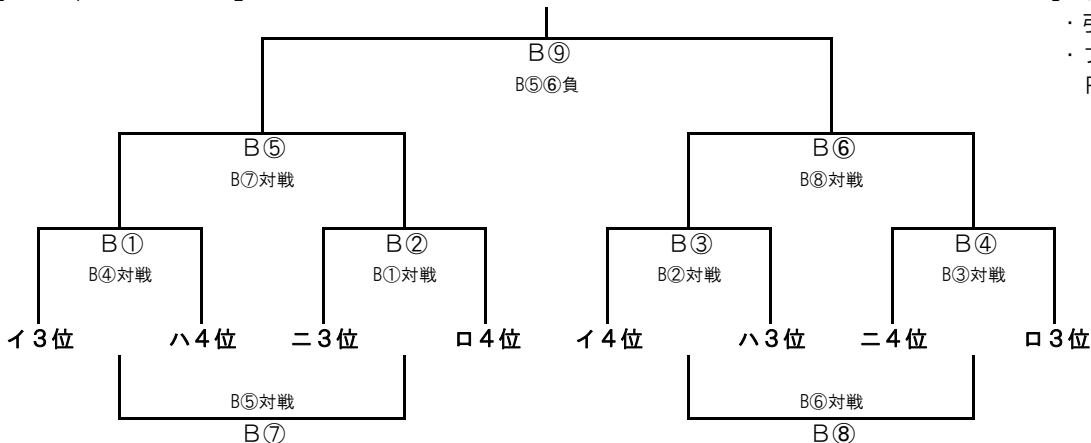 B⑨
B⑤⑥負
B⑤
B⑥
B⑦対戦
B⑧対戦
B①
B②
B③
B④
B④対戦
B①対戦
B②対戦
B③対戦
イ3位 ハ4位 ニ3位 ロ4位 イ4位 ハ3位 ニ4位 ロ3位
B⑤対戦
B⑥対戦
B⑦
B⑧